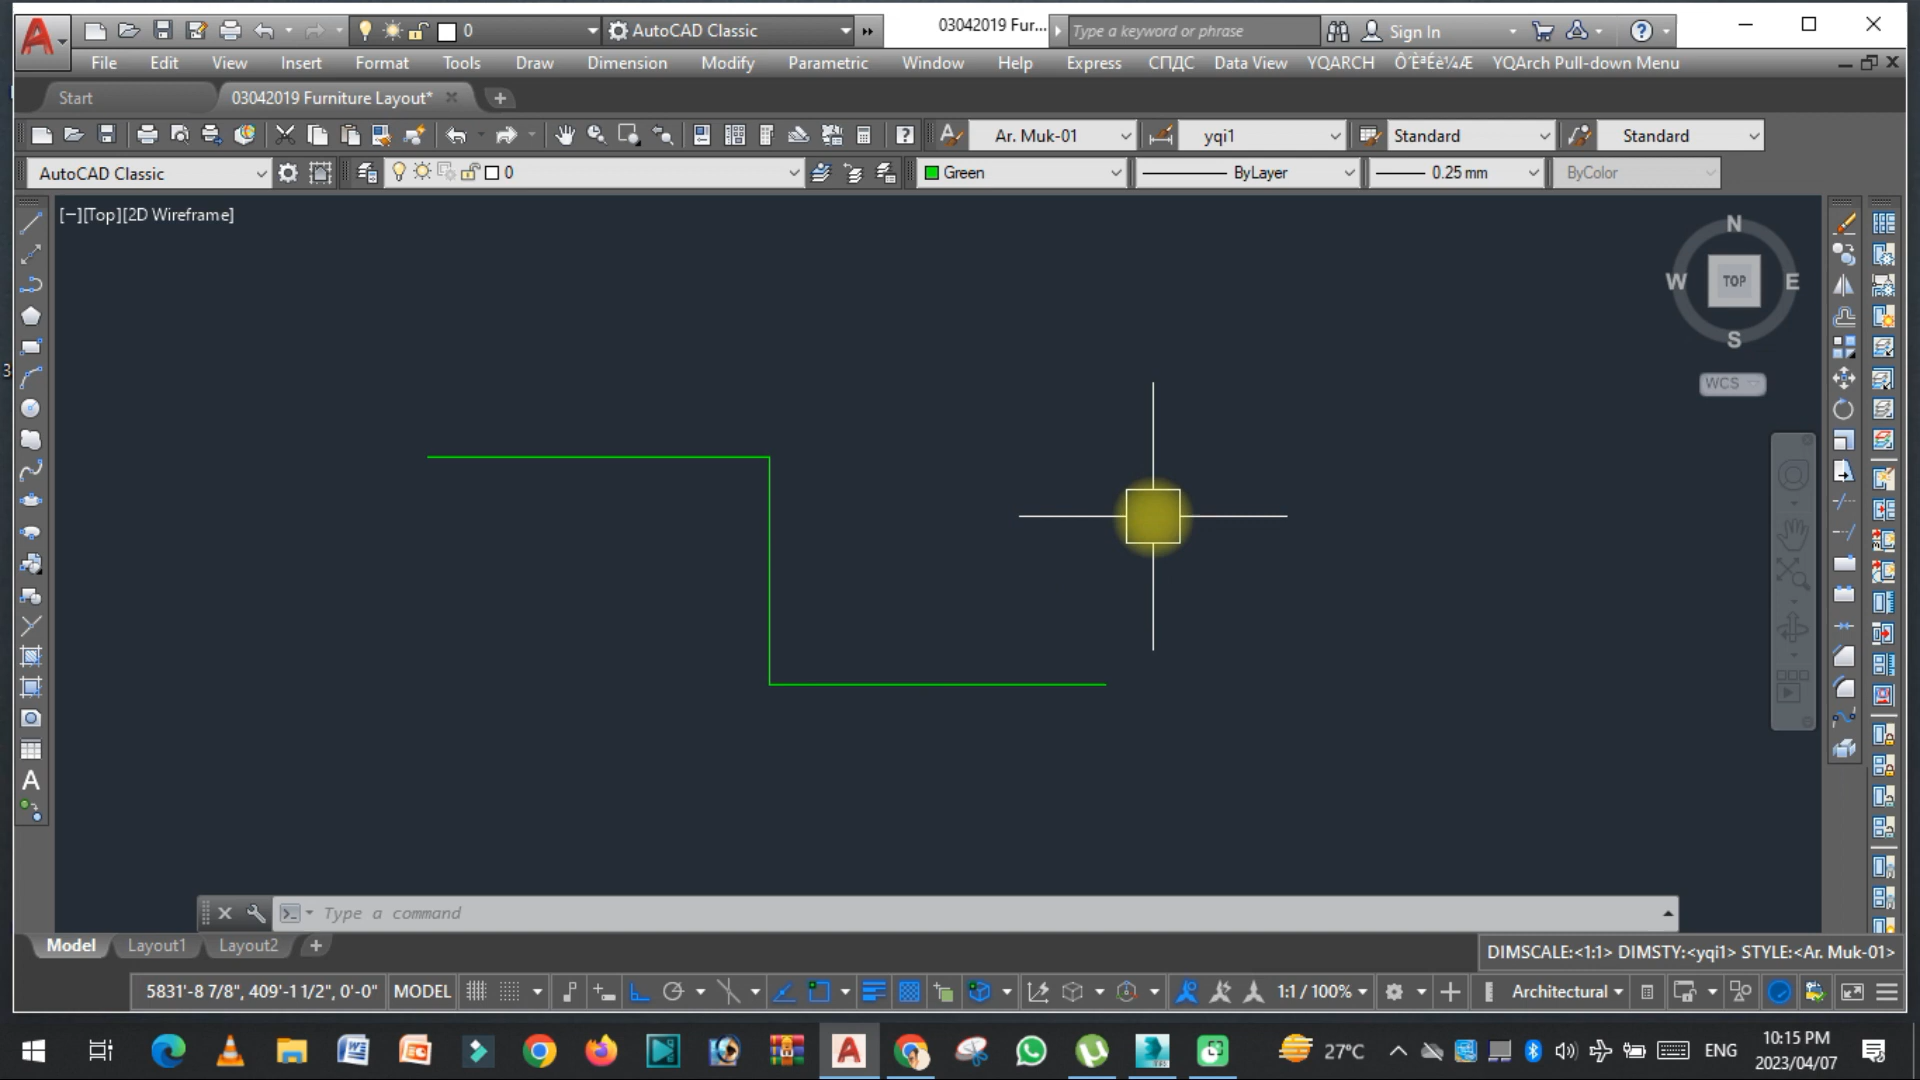 0
AutoCAD Classic
03042019 Fur...
Type a keyword or phrase
Sign In
File Edit View Insert Format Tools Draw Dimension Modify Parametric Window Help Express СПДС Data View YQARCH Ô´ÈªÉè¼Æ YQArch Pull-down Menu
Start
03042019 Furniture Layout*
Ar. Muk-01
yqi1
Standard
Standard
AutoCAD Classic
0
Green
ByLayer
0.25 mm
ByColor
[−][Top][2D Wireframe]
N
W
TOP
E
S
WCS
3
A
Type a command
Model
Layout1
Layout2
DIMSCALE:<1:1> DIMSTY:<yqi1> STYLE:<Ar. Muk-01>
5831'-8 7/8", 409'-1 1/2", 0'-0"
MODEL
1:1 / 100%
Architectural
27°C
ENG
10:15 PM
2023/04/07